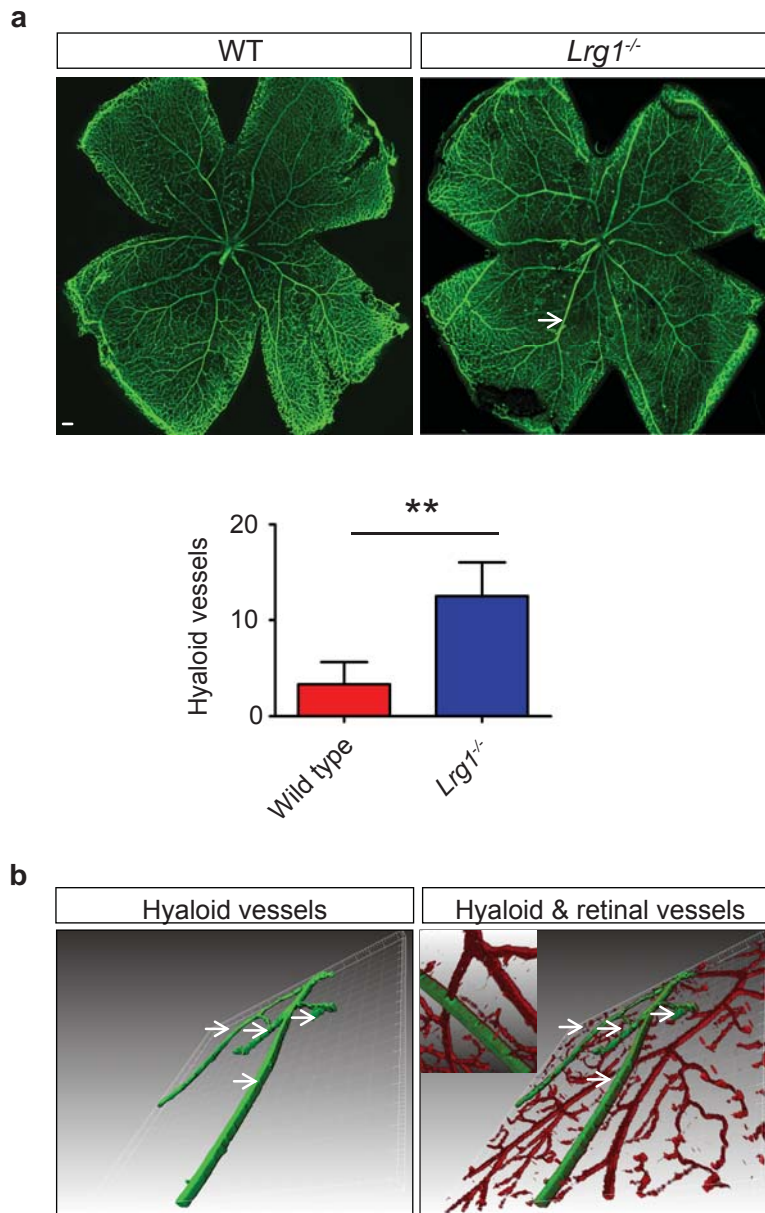 a
WT
Lrg1-/-
**
20
10
0
Hyaloid vessels
Wild type
Lrg1-/-
b
Hyaloid vessels
Hyaloid & retinal vessels